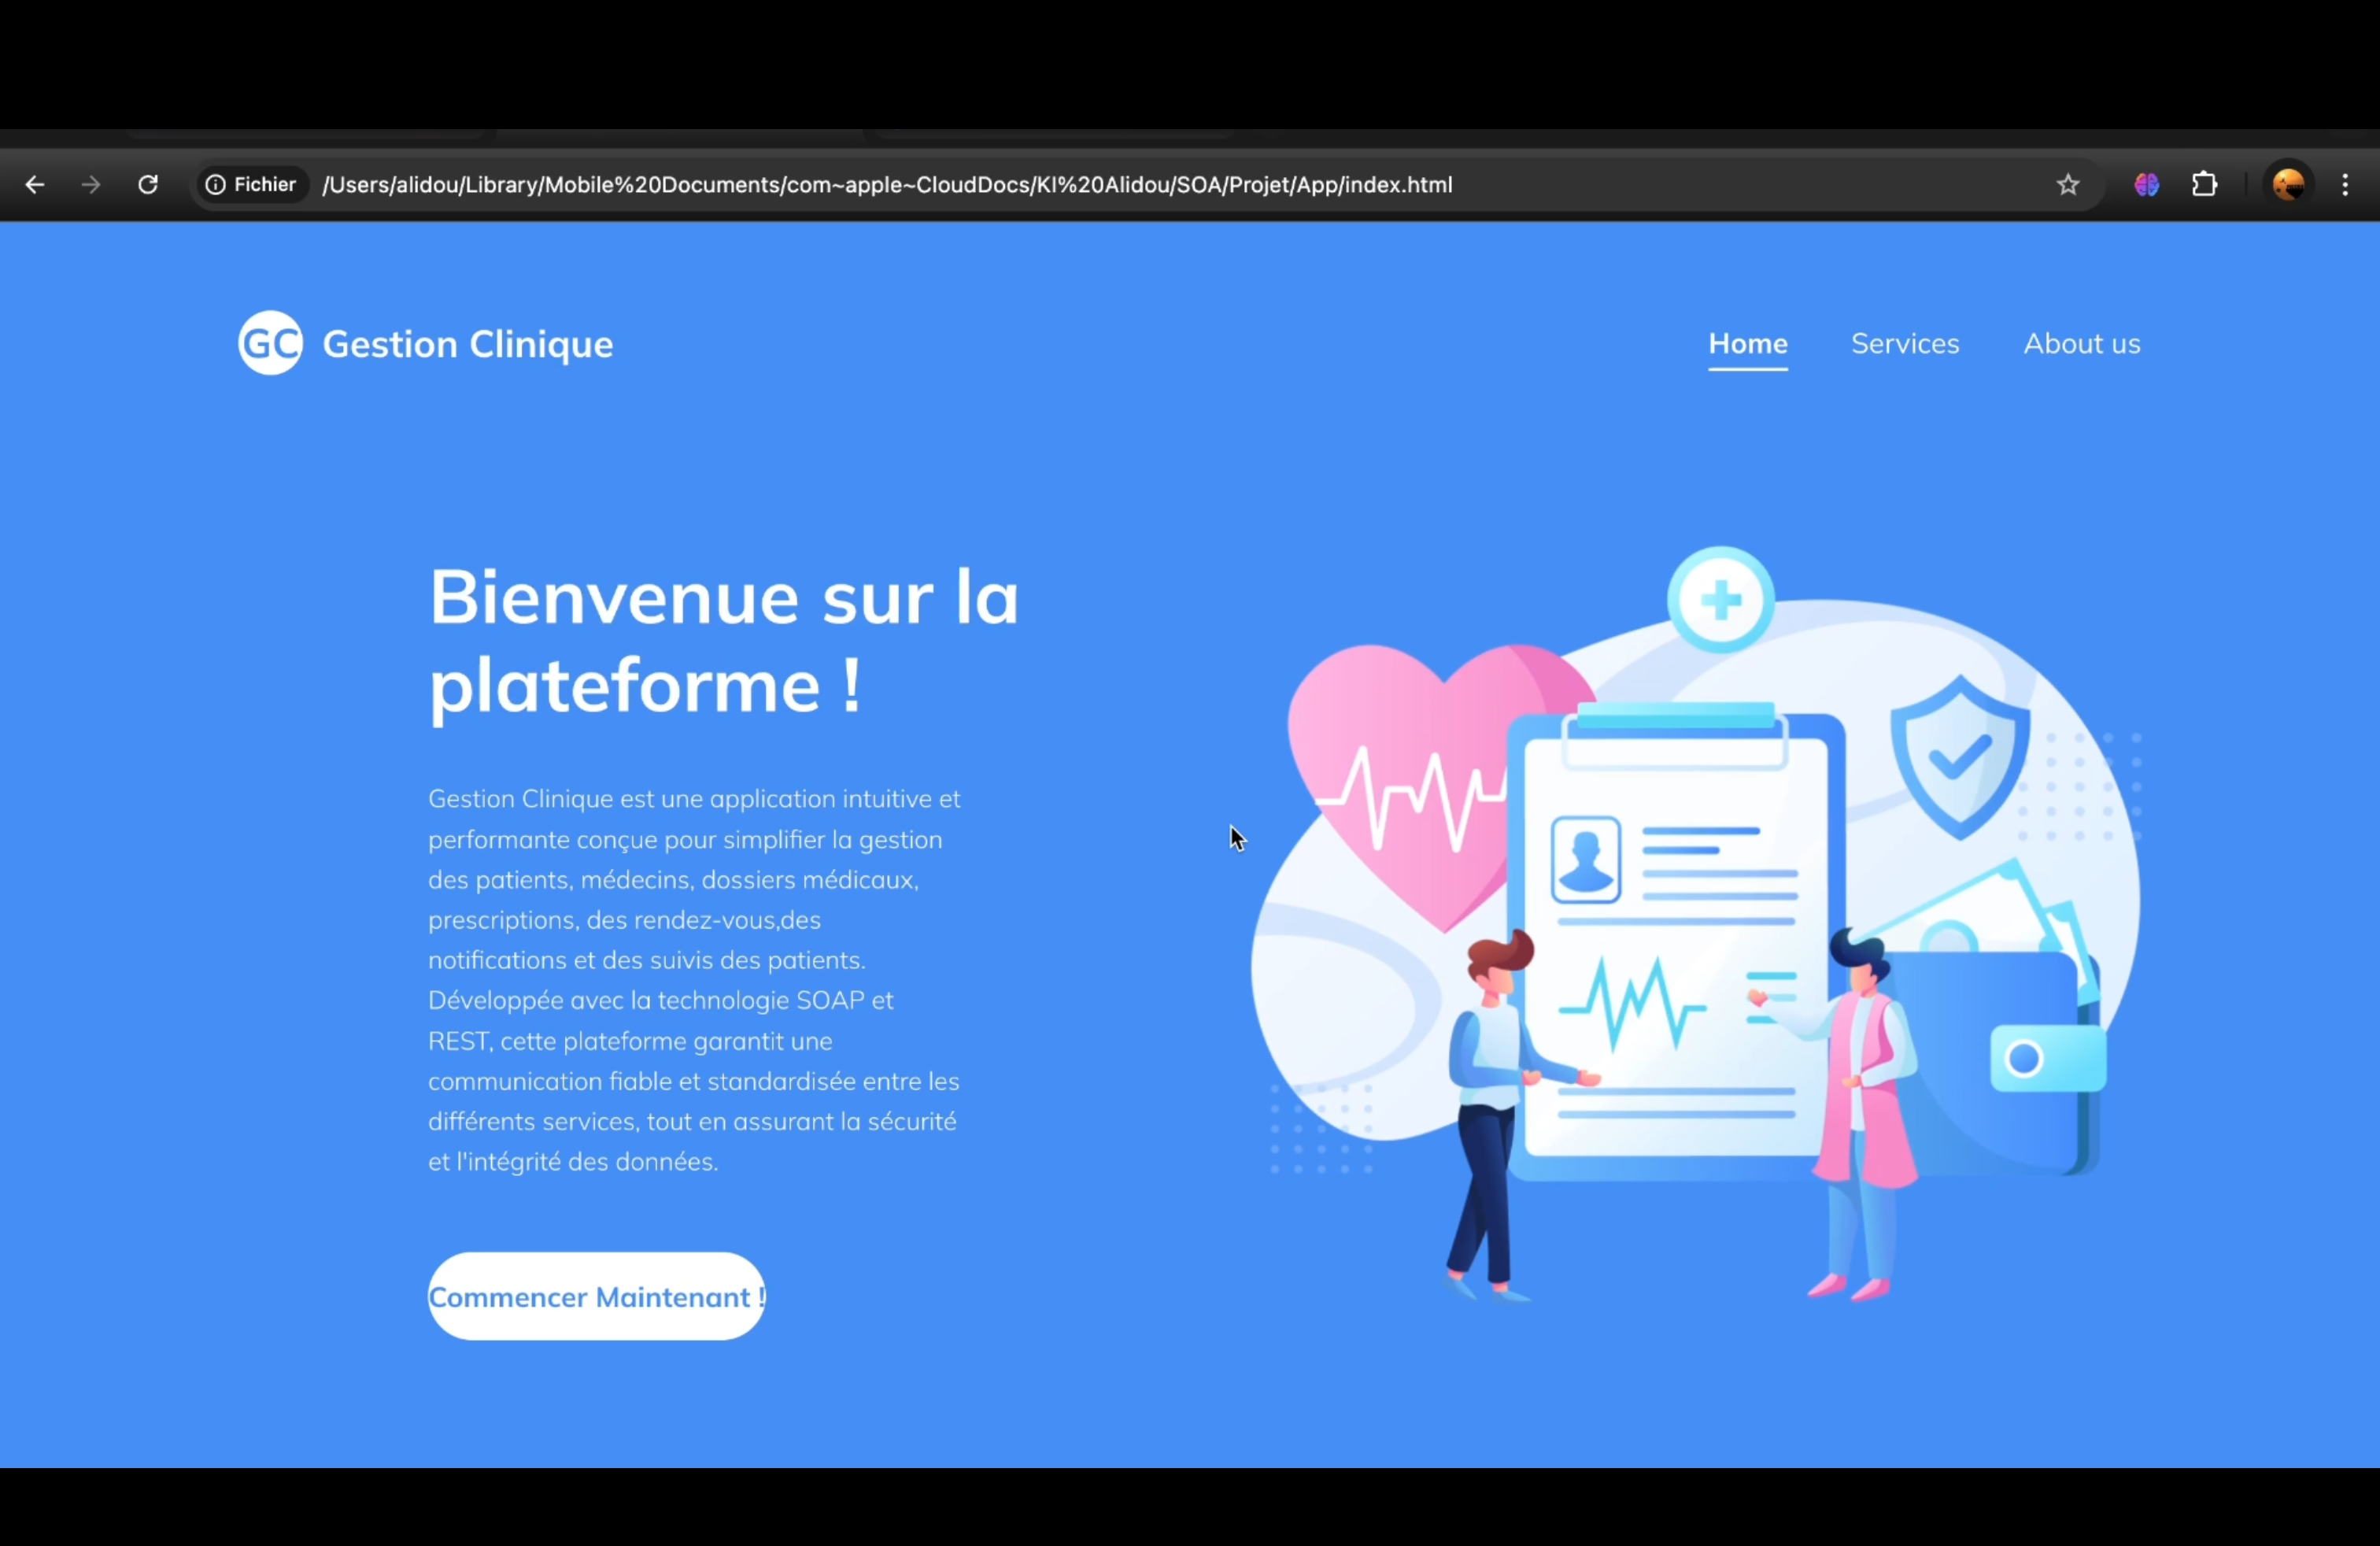 Fichier /Users/alidou/Library/Mobile%20Documents/com~apple~CloudDocs/KI%20Alidou/SOA/Projet/App/index.html
GC Gestion Clinique
Home Services About us
Bienvenue sur la
plateforme !
Gestion Clinique est une application intuitive et
performante conçue pour simplifier la gestion
des patients, médecins, dossiers médicaux,
prescriptions, des rendez-vous,des
notifications et des suivis des patients.
Développée avec la technologie SOAP et
REST, cette plateforme garantit une
communication fiable et standardisée entre les
différents services, tout en assurant la sécurité
et l'intégrité des données.
Commencer Maintenant !